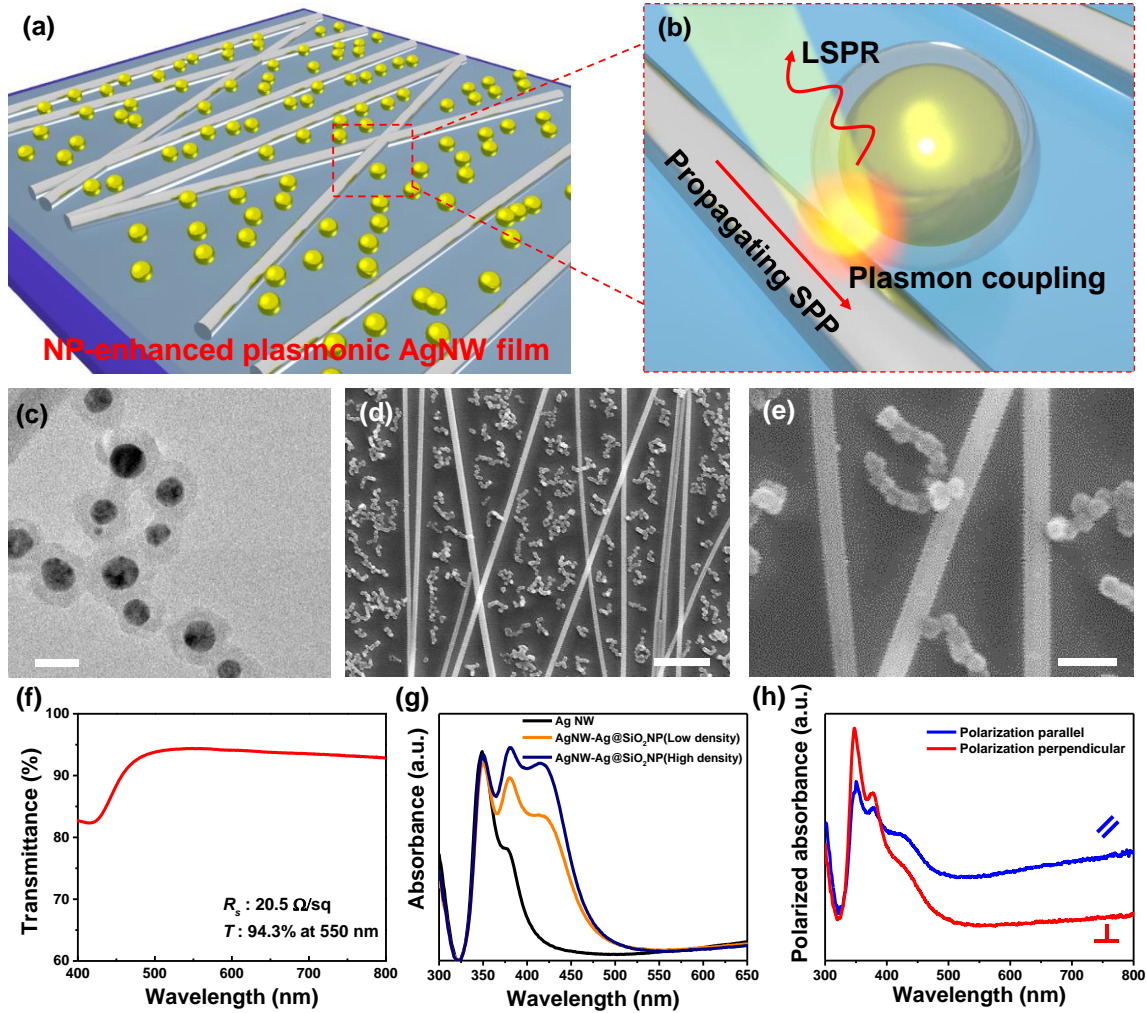 (a)
NP-enhanced plasmonic AgNW film
(b)
LSPR
Propagating SPP
Plasmon coupling
(c)
(d)
(e)
(f)
Transmittance (%)
100
90
80
70
60
R_s : 20.5 Ω/sq
T : 94.3% at 550 nm
400 500 600 700 800
Wavelength (nm)
(g)
Absorbance (a.u.)
Ag NW
AgNW-Ag@SiO₂NP(Low density)
AgNW-Ag@SiO₂NP(High density)
300 350 400 450 500 550 600 650
Wavelength (nm)
(h)
Polarized absorbance (a.u.)
Polarization parallel
Polarization perpendicular
300 400 500 600 700 800
Wavelength (nm)